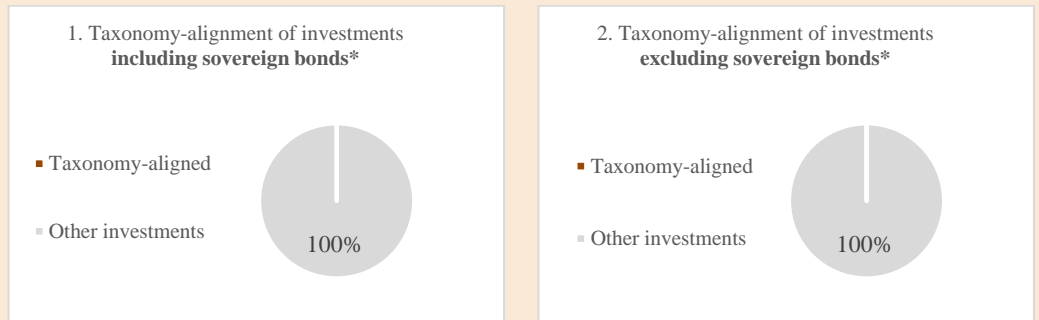 1. Taxonomy-alignment of investments
including sovereign bonds*
Taxonomy-aligned
Other investments
100%
2. Taxonomy-alignment of investments
excluding sovereign bonds*
Taxonomy-aligned
Other investments
100%